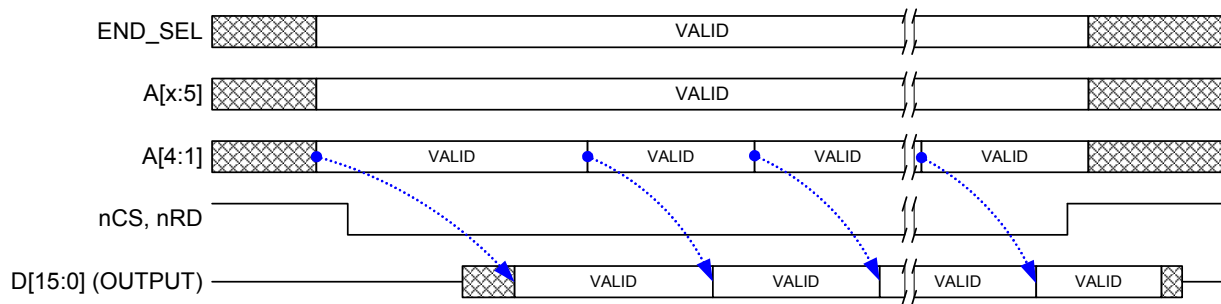 END_SEL VALID
A[x:5] VALID
A[4:1] VALID VALID VALID VALID
nCS, nRD
D[15:0] (OUTPUT) VALID VALID VALID VALID